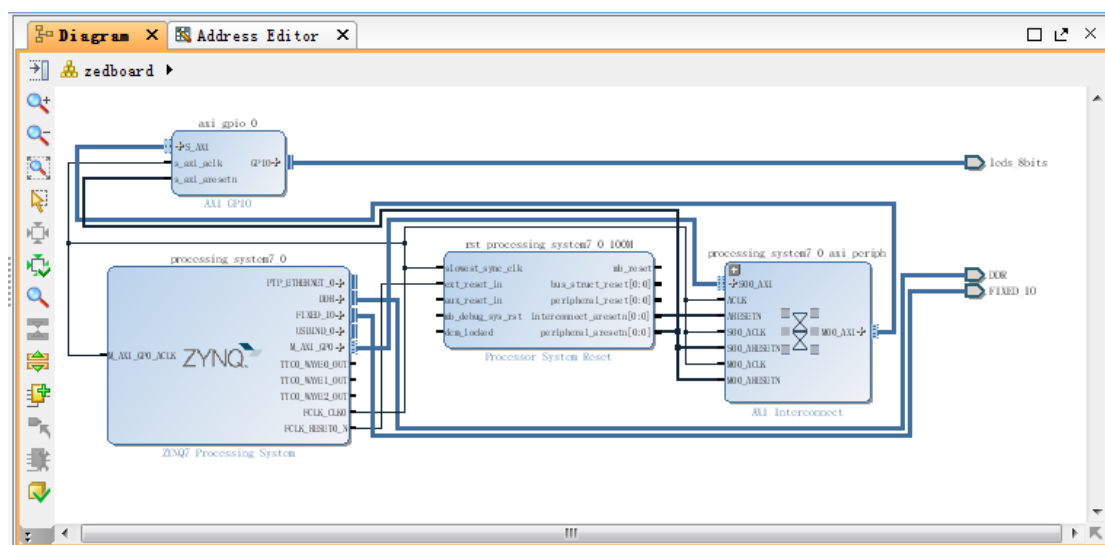 Diagram
Address Editor
zedboard
axi_gpio_0
S_AXI
s_axi_aclk
s_axi_aresetn
GPIO
AXI GPIO
leds_8bits
processing_system7_0
PTP_ETHERNET_0
DDR
FIXED_IO
USBIND_0
M_AXI_GP0
TTC0_WAVE0_OUT
TTC0_WAVE1_OUT
TTC0_WAVE2_OUT
FCLK_CLK0
FCLK_RESET0_N
M_AXI_GP0_ACLK
ZYNQ
ZYNQ7 Processing System
rst_processing_system7_0_100M
slowest_sync_clk
ext_reset_in
aux_reset_in
mb_debug_sys_rst
dcm_locked
mb_reset
bus_struct_reset[0:0]
peripheral_reset[0:0]
interconnect_aresetn[0:0]
peripheral_aresetn[0:0]
Processor System Reset
processing_system7_0_axi_periph
S00_AXI
ACLK
ARESETN
S00_ACLK
S00_ARESETN
M00_ACLK
M00_ARESETN
M00_AXI
AXI Interconnect
DDR
FIXED_IO